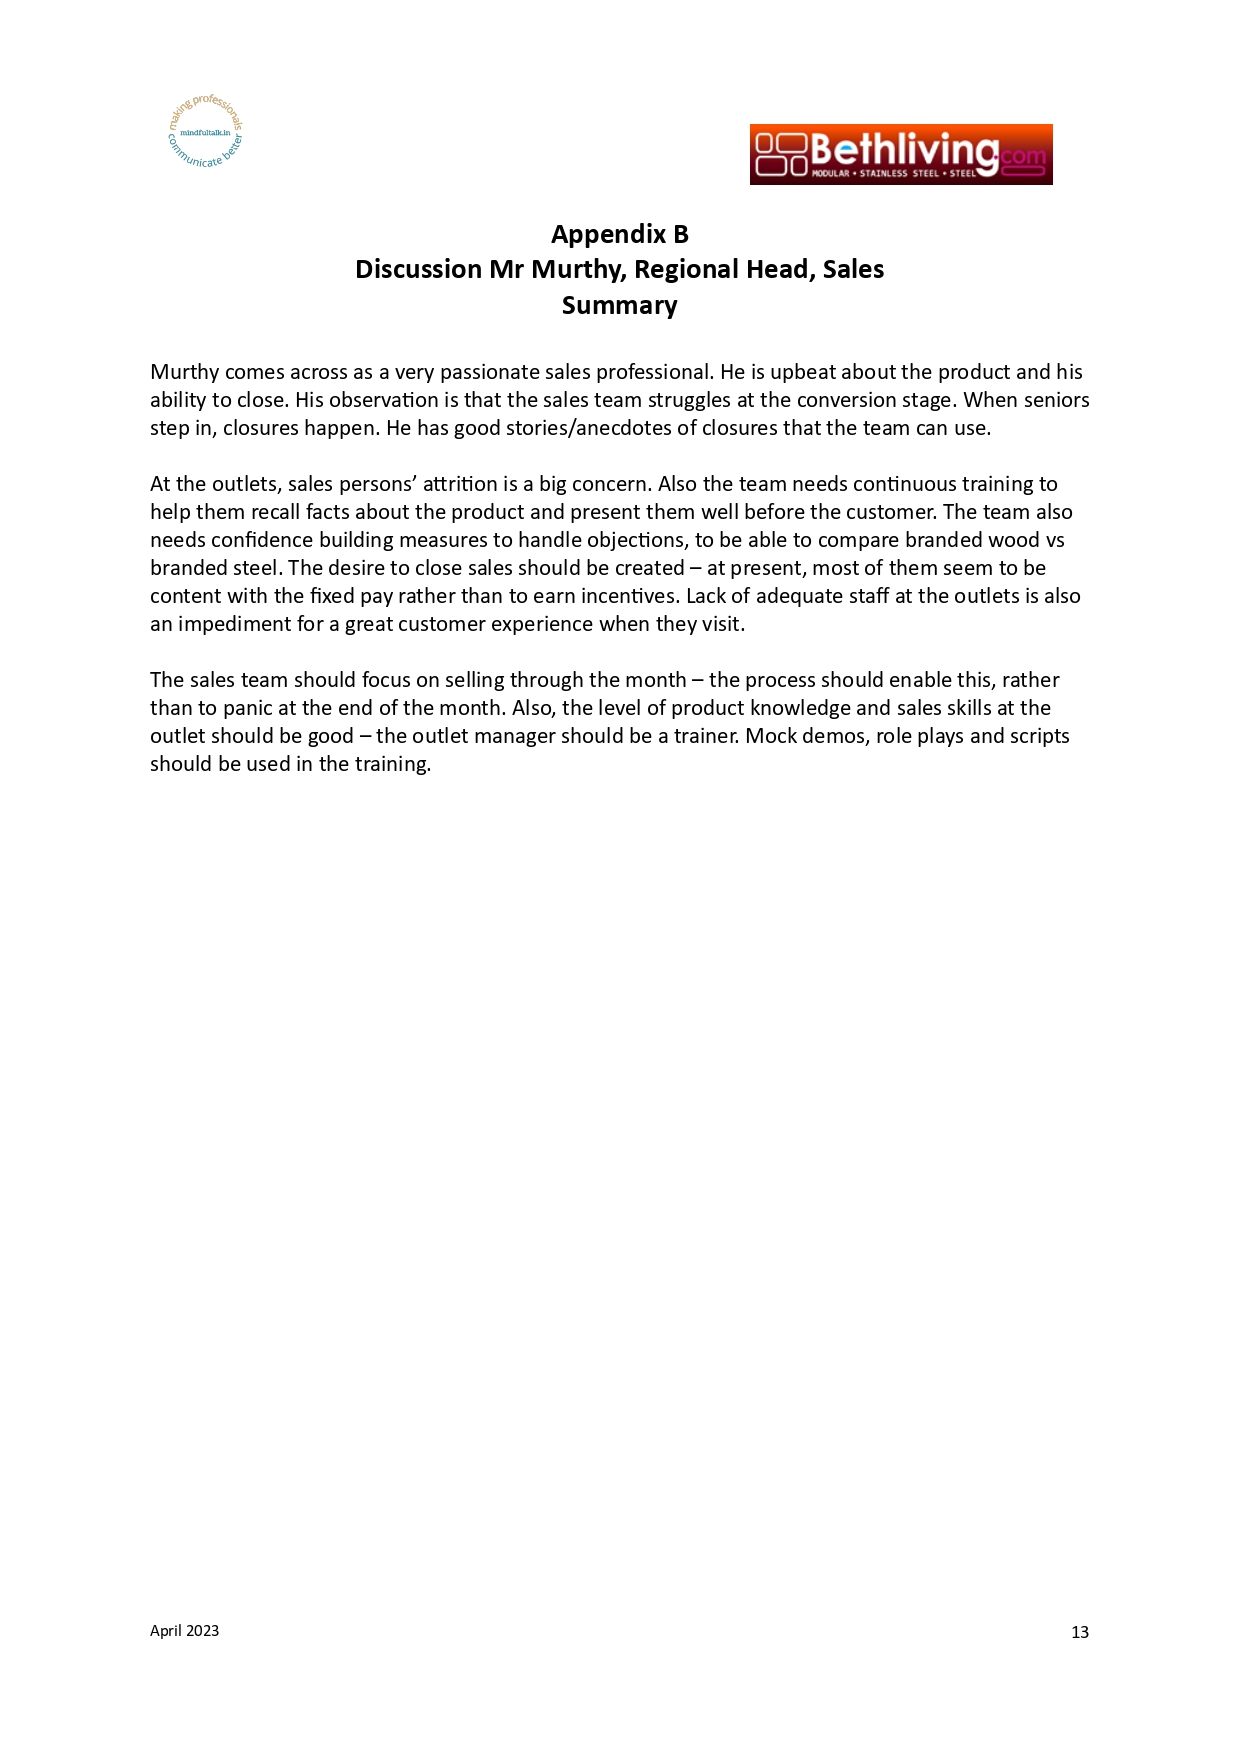 making professionals
mindfultalk.in
communicate better
Bethliving.com
MODULAR • STAINLESS STEEL • STEEL
Appendix B
Discussion Mr Murthy, Regional Head, Sales
Summary
Murthy comes across as a very passionate sales professional. He is upbeat about the product and his
ability to close. His observation is that the sales team struggles at the conversion stage. When seniors
step in, closures happen. He has good stories/anecdotes of closures that the team can use.
At the outlets, sales persons’ attrition is a big concern. Also the team needs continuous training to
help them recall facts about the product and present them well before the customer. The team also
needs confidence building measures to handle objections, to be able to compare branded wood vs
branded steel. The desire to close sales should be created – at present, most of them seem to be
content with the fixed pay rather than to earn incentives. Lack of adequate staff at the outlets is also
an impediment for a great customer experience when they visit.
The sales team should focus on selling through the month – the process should enable this, rather
than to panic at the end of the month. Also, the level of product knowledge and sales skills at the
outlet should be good – the outlet manager should be a trainer. Mock demos, role plays and scripts
should be used in the training.
April 2023
13